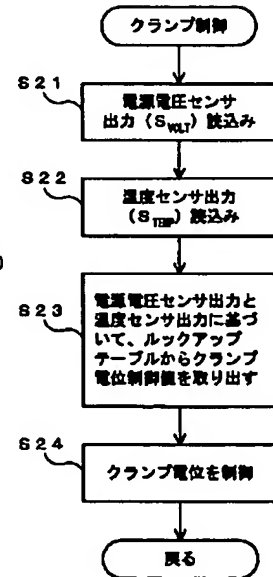 クランプ制御
S21
電源電圧センサ
出力（S_VOLT）読込み
S22
温度センサ出力
（S_TEMP）読込み
S23
電源電圧センサ出力と
温度センサ出力に基づ
いて、ルックアップ
テーブルからクランプ
電位制御値を取り出す
S24
クランプ電位を制御
戻る